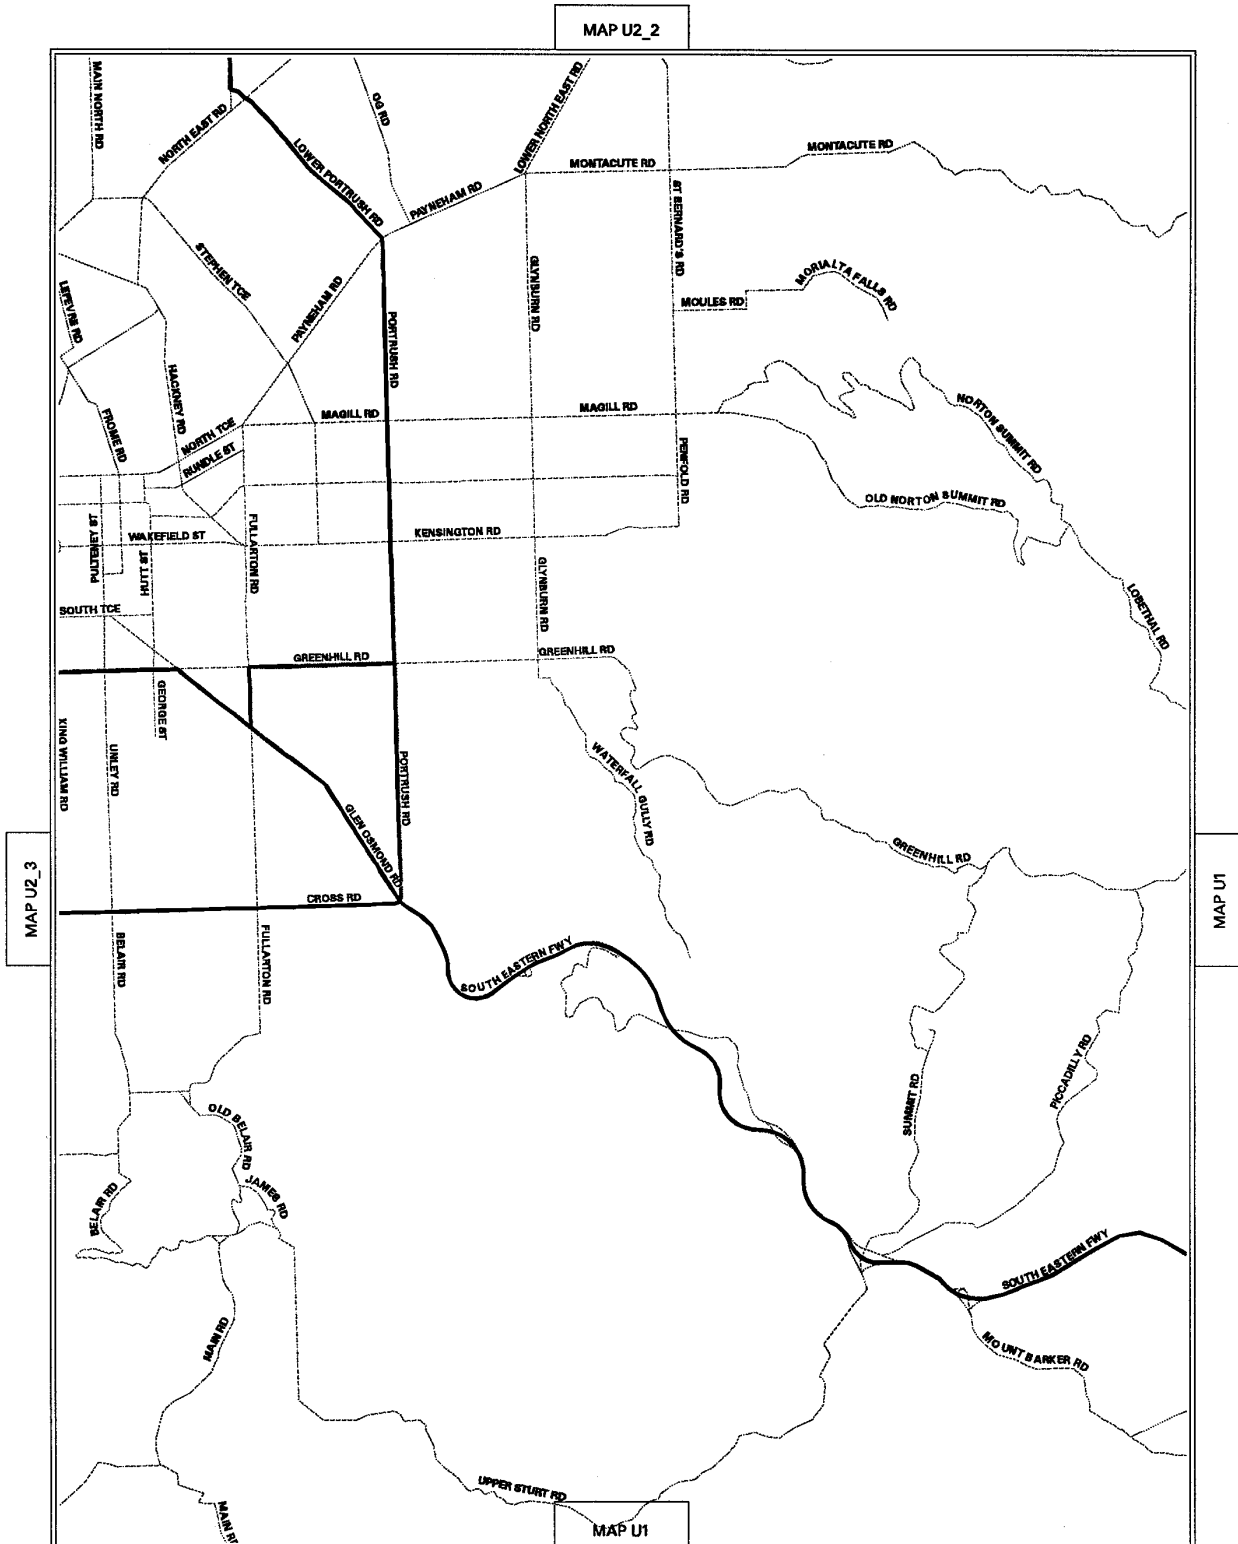 MAP U2_2
MAIN NORTH RD
NORTH EAST RD
OG RD
LOWER NORTH EAST RD
LOWER PORTRUSH RD
MONTACUTE RD
MONTACUTE RD
PAYNEHAM RD
ST BERNARD'S RD
STEPHEN TCE
GLYNBURN RD
MORIALTA FALLS RD
LEFEVRE RD
PAYNEHAM RD
MOULES RD
PORTRUSH RD
HACKNEY RD
MAGILL RD
MAGILL RD
NORTON SUMMIT RD
FROME RD
NORTH TCE
RUNDLE ST
PENFOLD RD
OLD NORTON SUMMIT RD
PULTENEY ST
WAKEFIELD ST
FULLARTON RD
KENSINGTON RD
HUTT ST
GLYNBURN RD
SOUTH TCE
LOBETHAL RD
GREENHILL RD
GREENHILL RD
GEORGE ST
KING WILLIAM RD
UNLEY RD
PORTRUSH RD
WATERFALL GULLY RD
GLEN OSMOND RD
GREENHILL RD
MAP U2_3
MAP U1
CROSS RD
BELAIR RD
FULLARTON RD
SOUTH EASTERN FWY
PICCADILLY RD
SUMMIT RD
OLD BELAIR RD
JAMES RD
BELAIR RD
SOUTH EASTERN FWY
MAIN RD
MOUNT BARKER RD
UPPER STURT RD
MAIN RD
MAP U1